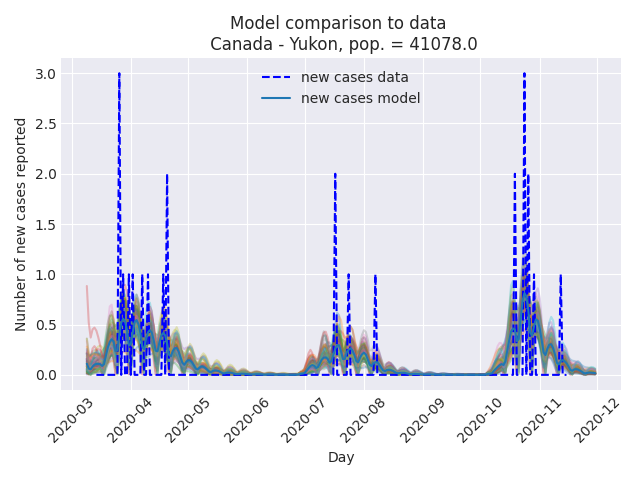 Model comparison to data
Canada - Yukon, pop. = 41078.0
new cases data
new cases model
Number of new cases reported
3.0
2.5
2.0
1.5
1.0
0.5
0.0
2020-03
2020-04
2020-05
2020-06
2020-07
2020-08
2020-09
2020-10
2020-11
2020-12
Day